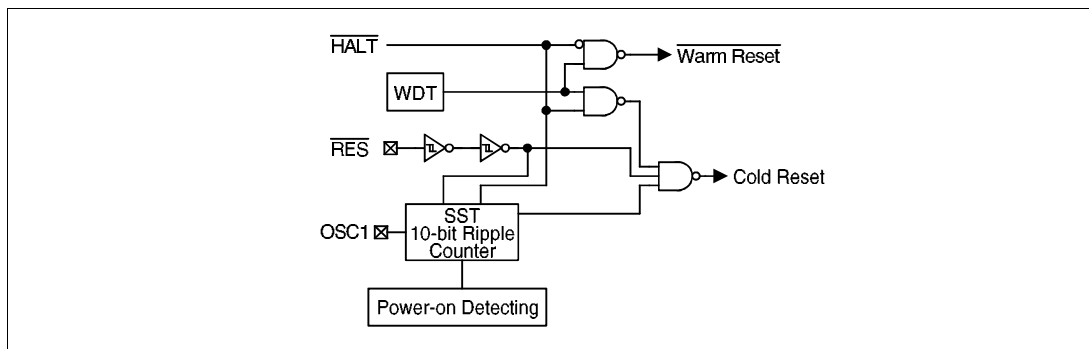 HALT
Warm Reset
WDT
RES
Cold Reset
SST
10-bit Ripple
Counter
OSC1
Power-on Detecting